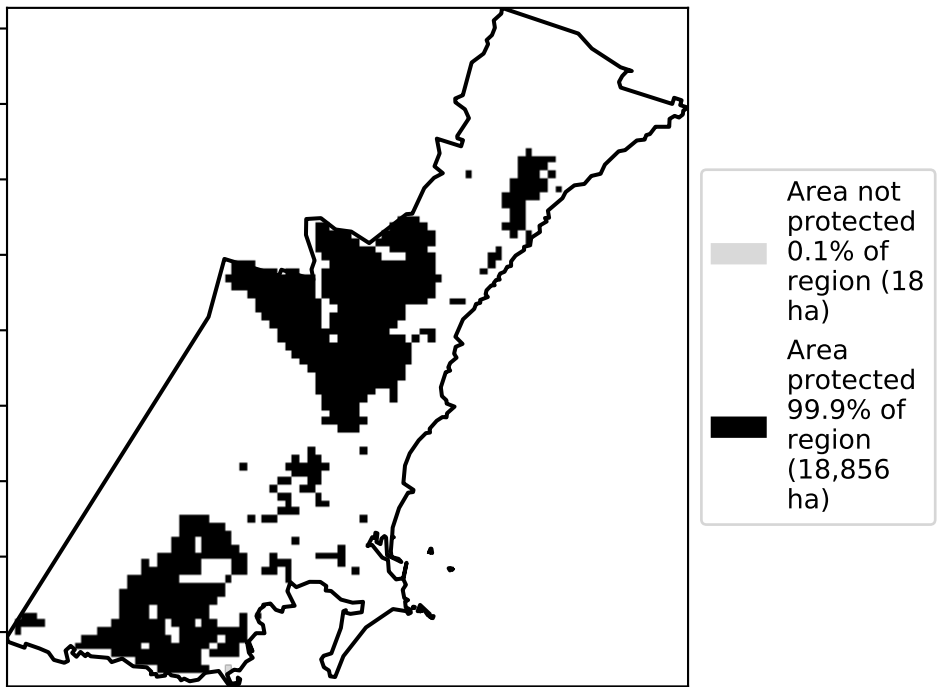 Area not
protected
0.1% of
region (18
ha)
Area
protected
99.9% of
region
(18,856
ha)